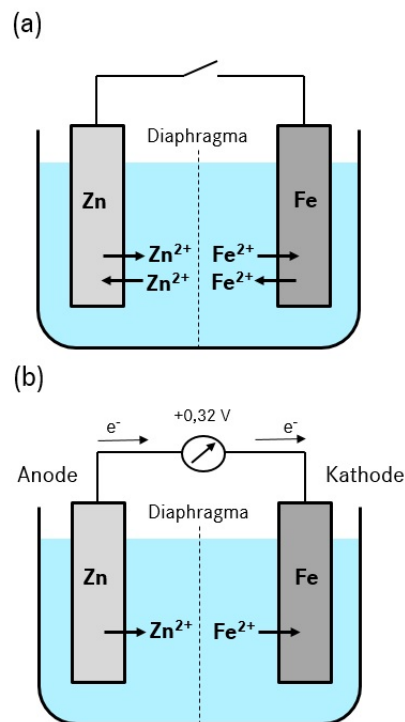 (a)
Diaphragma
Zn
Fe
Zn²⁺ Fe²⁺
Zn²⁺ Fe²⁺
(b)
+0,32 V
e⁻ e⁻
Anode Kathode
Diaphragma
Zn
Fe
Zn²⁺ Fe²⁺